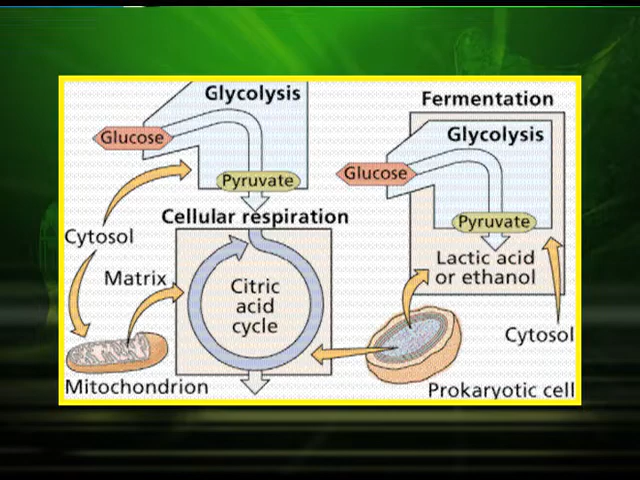 Glycolysis
Glucose
Pyruvate
Cellular respiration
Cytosol
Matrix
Citric
acid
cycle
Mitochondrion
Fermentation
Glycolysis
Glucose
Pyruvate
Lactic acid
or ethanol
Cytosol
Prokaryotic cell